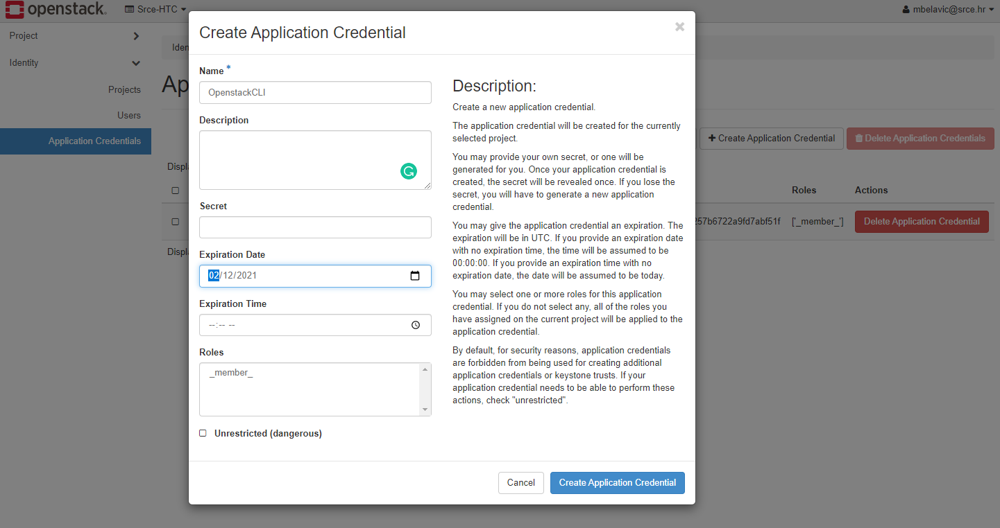 openstack.
Srce-HTC
mbelavic@srce.hr
Project
Identity
Projects
Users
Application Credentials
Create Application Credential
Delete Application Credentials
Roles
Actions
['_member_']
Delete Application Credential
Create Application Credential
×
Name *
OpenstackCLI
Description
Secret
Expiration Date
02/12/2021
Expiration Time
--:-- --
Roles
_member_
Unrestricted (dangerous)
Description:
Create a new application credential.
The application credential will be created for the currently
selected project.
You may provide your own secret, or one will be
generated for you. Once your application credential is
created, the secret will be revealed once. If you lose the
secret, you will have to generate a new application
credential.
You may give the application credential an expiration. The
expiration will be in UTC. If you provide an expiration date
with no expiration time, the time will be assumed to be
00:00:00. If you provide an expiration time with no
expiration date, the date will be assumed to be today.
You may select one or more roles for this application
credential. If you do not select any, all of the roles you
have assigned on the current project will be applied to the
application credential.
By default, for security reasons, application credentials
are forbidden from being used for creating additional
application credentials or keystone trusts. If your
application credential needs to be able to perform these
actions, check "unrestricted".
Cancel
Create Application Credential